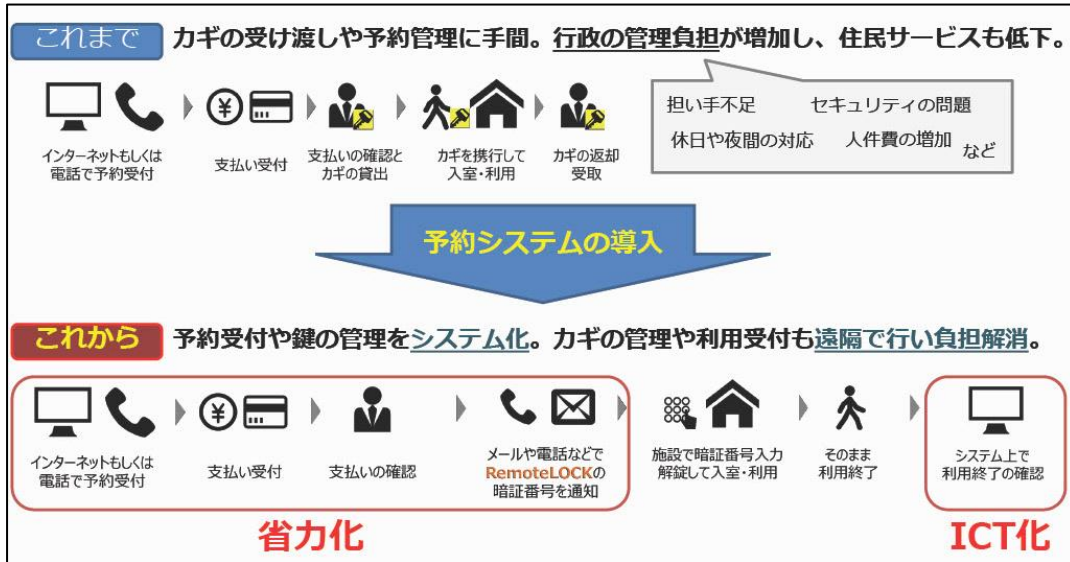 これまで
カギの受け渡しや予約管理に手間。行政の管理負担が増加し、住民サービスも低下。
担い手不足 セキュリティの問題
休日や夜間の対応 人件費の増加 など
インターネットもしくは
電話で予約受付
支払い受付
支払いの確認と
カギの貸出
カギを携行して
入室・利用
カギの返却
受取
予約システムの導入
これから
予約受付や鍵の管理をシステム化。カギの管理や利用受付も遠隔で行い負担解消。
インターネットもしくは
電話で予約受付
支払い受付
支払いの確認
メールや電話などで
RemoteLOCKの
暗証番号を通知
施設で暗証番号入力
解錠して入室・利用
そのまま
利用終了
システム上で
利用終了の確認
省力化
ICT化